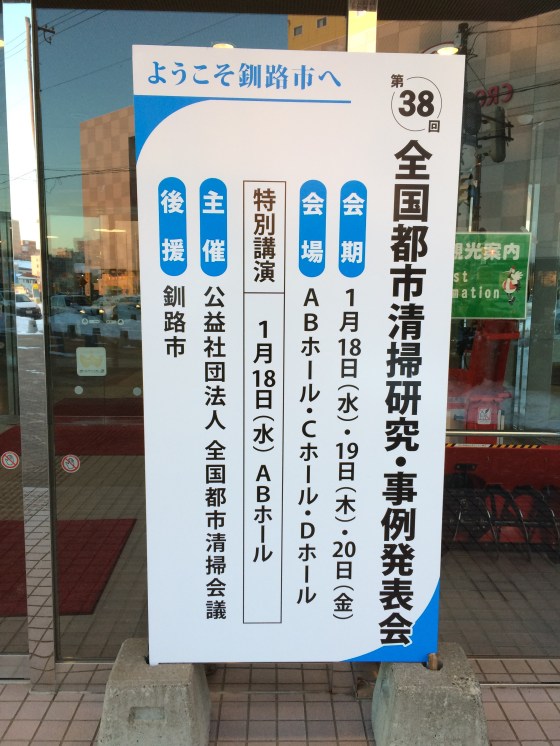 ようこそ釧路市へ
第38回
全国都市清掃研究・事例発表会
会期 1月18日(水)・19日(木)・20日(金)
会場 ABホール・Cホール・Dホール
特別講演 1月18日(水) ABホール
主催 公益社団法人 全国都市清掃会議
後援 釧路市
観光案内